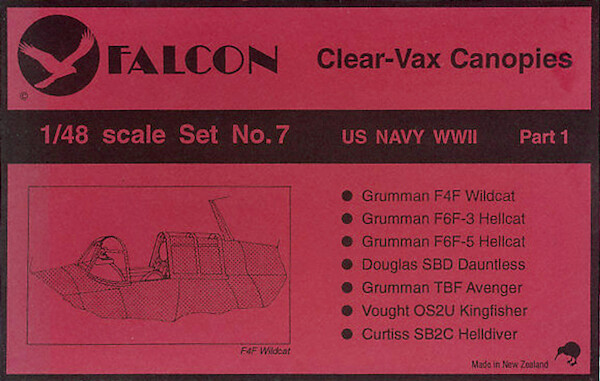 FALCON Clear-Vax Canopies
©
1/48 scale Set No.7 US NAVY WWII Part 1
Grumman F4F Wildcat
Grumman F6F-3 Hellcat
Grumman F6F-5 Hellcat
Douglas SBD Dauntless
Grumman TBF Avenger
Vought OS2U Kingfisher
Curtiss SB2C Helldiver
F4F Wildcat
Made in New Zealand